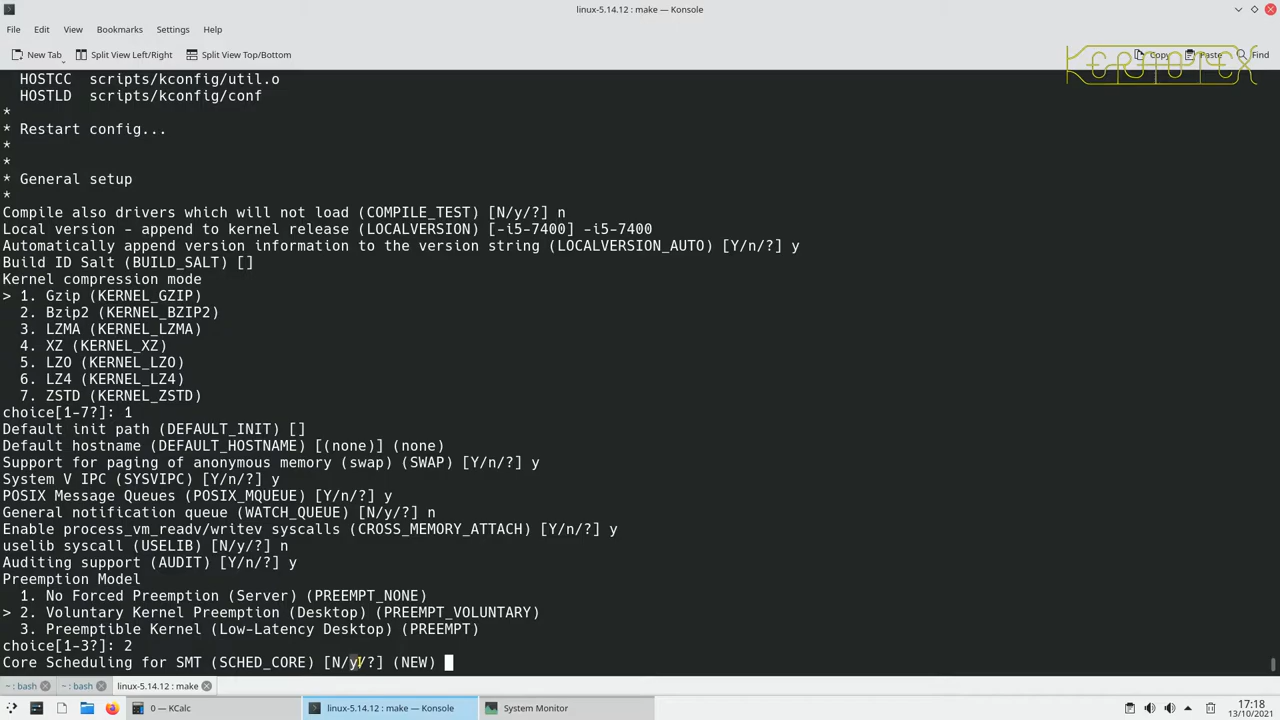 linux-5.14.12 : make — Konsole
File Edit View Bookmarks Settings Help
New Tab Split View Left/Right Split View Top/Bottom Copy Paste Find
HOSTCC scripts/kconfig/util.o
HOSTLD scripts/kconfig/conf
*
* Restart config...
*
*
* General setup
*
Compile also drivers which will not load (COMPILE_TEST) [N/y/?] n
Local version - append to kernel release (LOCALVERSION) [-i5-7400] -i5-7400
Automatically append version information to the version string (LOCALVERSION_AUTO) [Y/n/?] y
Build ID Salt (BUILD_SALT) []
Kernel compression mode
> 1. Gzip (KERNEL_GZIP)
2. Bzip2 (KERNEL_BZIP2)
3. LZMA (KERNEL_LZMA)
4. XZ (KERNEL_XZ)
5. LZO (KERNEL_LZO)
6. LZ4 (KERNEL_LZ4)
7. ZSTD (KERNEL_ZSTD)
choice[1-7?]: 1
Default init path (DEFAULT_INIT) []
Default hostname (DEFAULT_HOSTNAME) [(none)] (none)
Support for paging of anonymous memory (swap) (SWAP) [Y/n/?] y
System V IPC (SYSVIPC) [Y/n/?] y
POSIX Message Queues (POSIX_MQUEUE) [Y/n/?] y
General notification queue (WATCH_QUEUE) [N/y/?] n
Enable process_vm_readv/writev syscalls (CROSS_MEMORY_ATTACH) [Y/n/?] y
uselib syscall (USELIB) [N/y/?] n
Auditing support (AUDIT) [Y/n/?] y
Preemption Model
1. No Forced Preemption (Server) (PREEMPT_NONE)
> 2. Voluntary Kernel Preemption (Desktop) (PREEMPT_VOLUNTARY)
3. Preemptible Kernel (Low-Latency Desktop) (PREEMPT)
choice[1-3?]: 2
Core Scheduling for SMT (SCHED_CORE) [N/y/?] (NEW)
~ : bash ~ : bash linux-5.14.12 : make
0 — KCalc linux-5.14.12 : make — Konsole System Monitor 17:18
13/10/2021